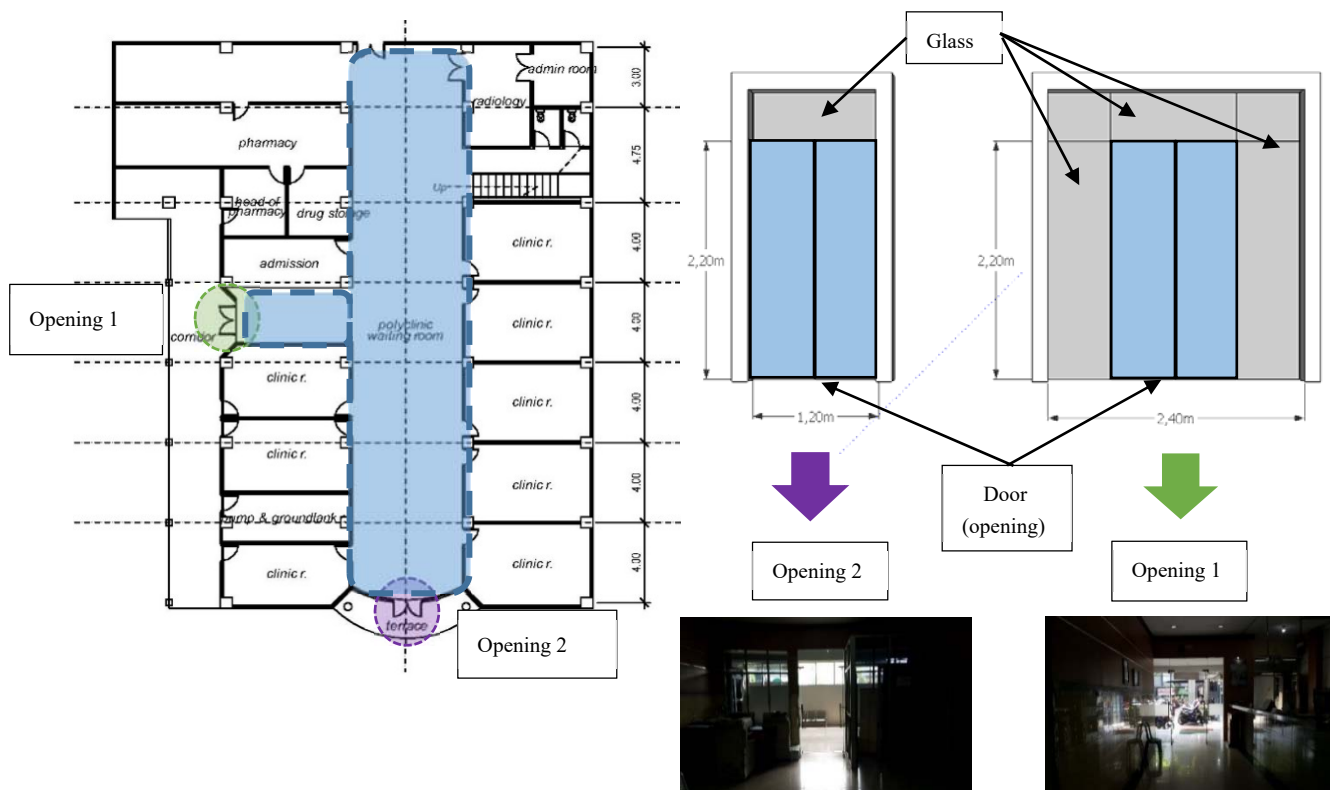 admin room
radiology
pharmacy
Up
head of
pharmacy
drug storage
clinic r.
admission
Opening 1
corridor
polyclinic
waiting room
clinic r.
clinic r.
clinic r.
clinic r.
clinic r.
pump & groundtank
clinic r.
clinic r.
terrace
Opening 2
3.00
4.75
4.00
4.00
4.00
4.00
4.00
Glass
2,20m
2,20m
1,20m
2,40m
Door
(opening)
Opening 2
Opening 1